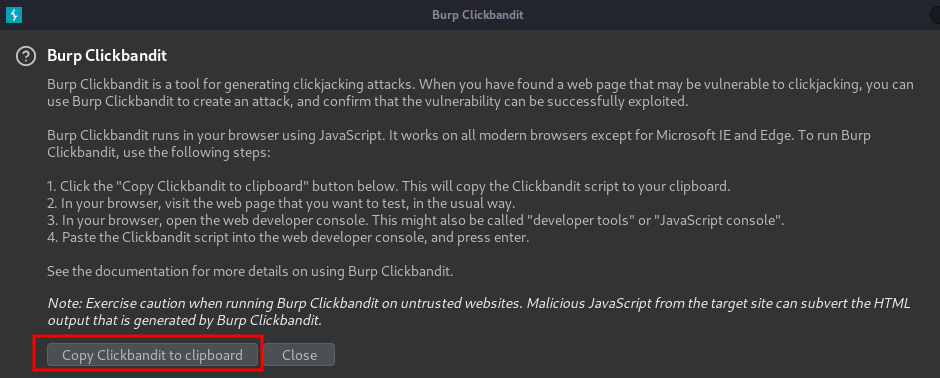 Burp Clickbandit
Burp Clickbandit
Burp Clickbandit is a tool for generating clickjacking attacks. When you have found a web page that may be vulnerable to clickjacking, you can
use Burp Clickbandit to create an attack, and confirm that the vulnerability can be successfully exploited.
Burp Clickbandit runs in your browser using JavaScript. It works on all modern browsers except for Microsoft IE and Edge. To run Burp
Clickbandit, use the following steps:
1. Click the "Copy Clickbandit to clipboard" button below. This will copy the Clickbandit script to your clipboard.
2. In your browser, visit the web page that you want to test, in the usual way.
3. In your browser, open the web developer console. This might also be called "developer tools" or "JavaScript console".
4. Paste the Clickbandit script into the web developer console, and press enter.
See the documentation for more details on using Burp Clickbandit.
Note: Exercise caution when running Burp Clickbandit on untrusted websites. Malicious JavaScript from the target site can subvert the HTML
output that is generated by Burp Clickbandit.
Copy Clickbandit to clipboard Close